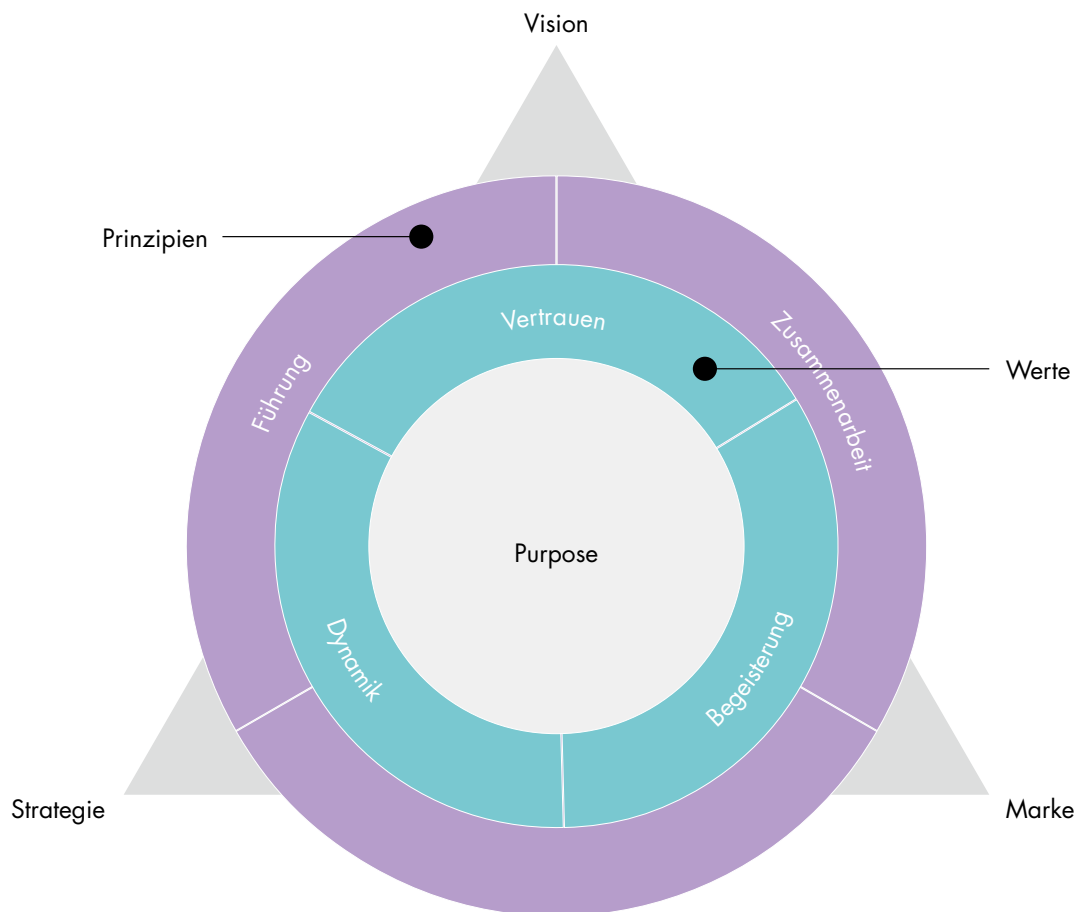 Vision
Prinzipien
Vertrauen
Zusammenarbeit
Führung
Werte
Purpose
Dynamik
Begeisterung
Strategie
Marke